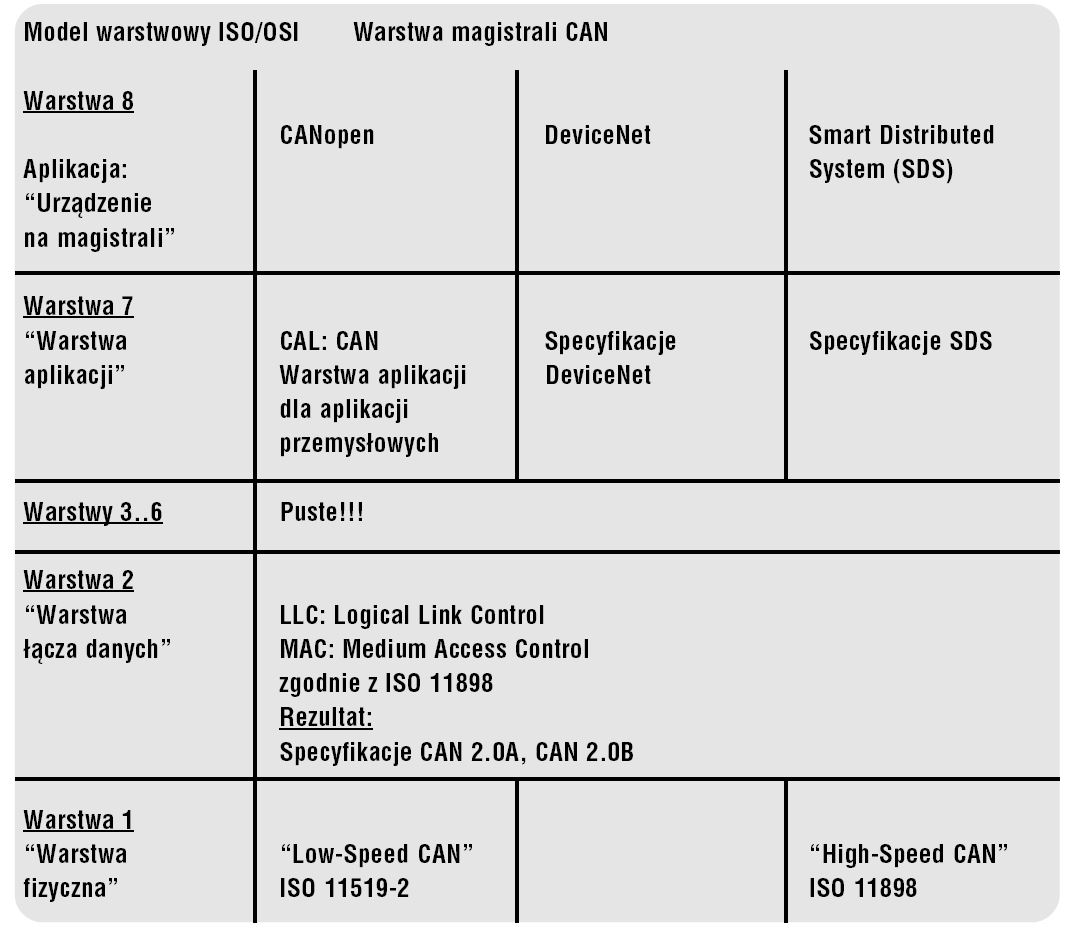 Model warstwowy ISO/OSI
Warstwa magistrali CAN
Warstwa 8
Aplikacja:
“Urządzenie
na magistrali”
CANopen
DeviceNet
Smart Distributed
System (SDS)
Warstwa 7
“Warstwa
aplikacji”
CAL: CAN
Warstwa aplikacji
dla aplikacji
przemysłowych
Specyfikacje
DeviceNet
Specyfikacje SDS
Warstwy 3..6
Puste!!!
Warstwa 2
“Warstwa
łącza danych”
LLC: Logical Link Control
MAC: Medium Access Control
zgodnie z ISO 11898
Rezultat:
Specyfikacje CAN 2.0A, CAN 2.0B
Warstwa 1
“Warstwa
fizyczna”
“Low-Speed CAN”
ISO 11519-2
“High-Speed CAN”
ISO 11898